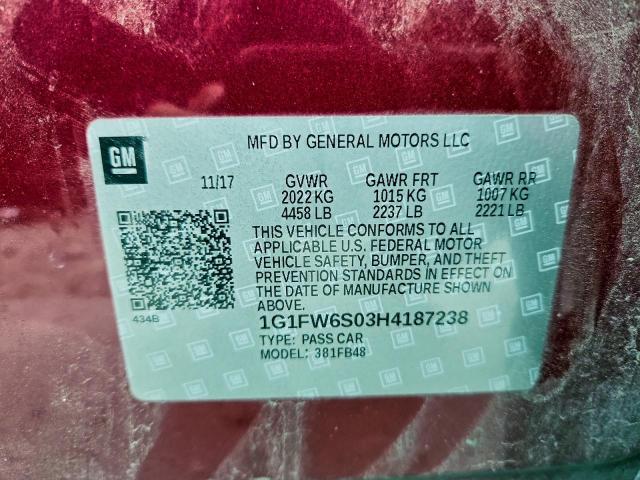 GM
MFD BY GENERAL MOTORS LLC
11/17 GVWR GAWR FRT GAWR RR
2022 KG 1015 KG 1007 KG
4458 LB 2237 LB 2221 LB
THIS VEHICLE CONFORMS TO ALL
APPLICABLE U.S. FEDERAL MOTOR
VEHICLE SAFETY, BUMPER, AND THEFT
PREVENTION STANDARDS IN EFFECT ON
THE DATE OF MANUFACTURE SHOWN
ABOVE.
434B
1G1FW6S03H4187238
TYPE: PASS CAR
MODEL: 381FB48